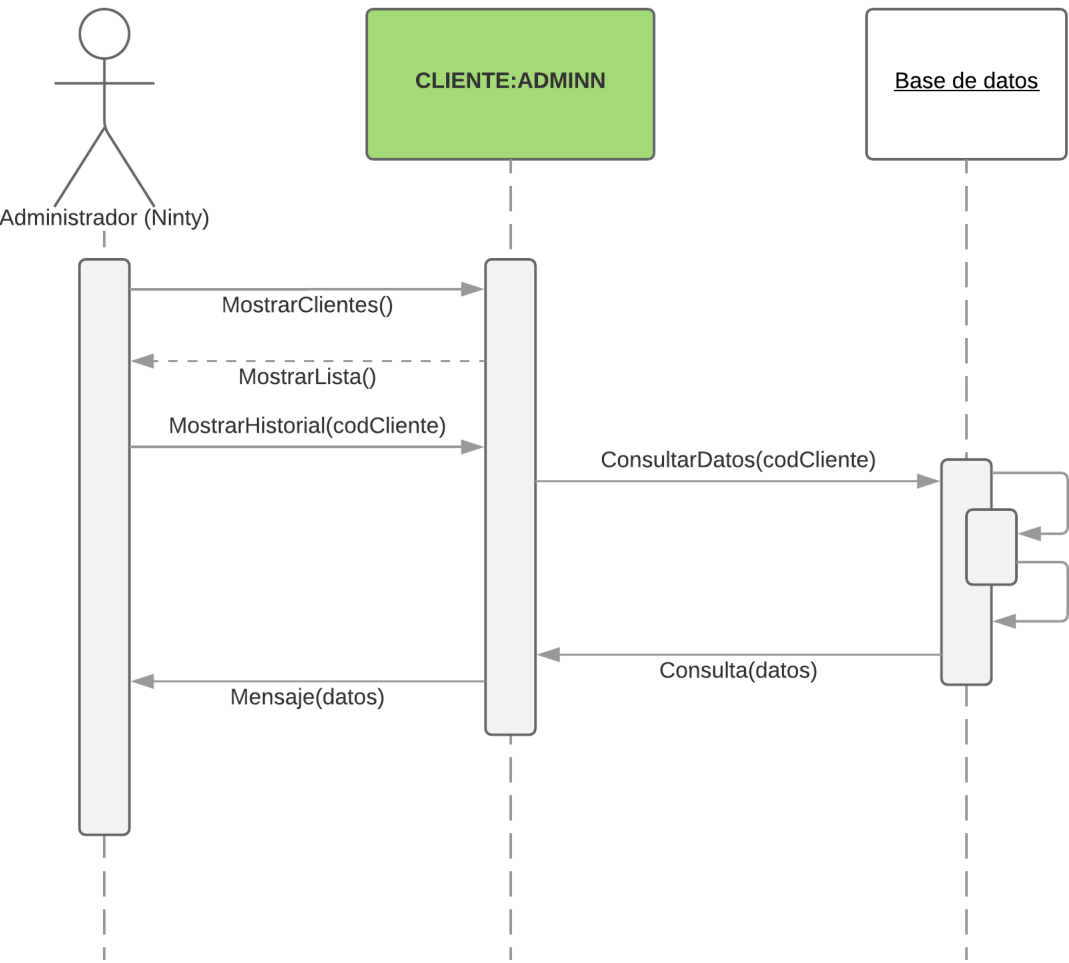 CLIENTE:ADMINN
Base de datos
Administrador (Ninty)
MostrarClientes()
MostrarLista()
MostrarHistorial(codCliente)
ConsultarDatos(codCliente)
Consulta(datos)
Mensaje(datos)